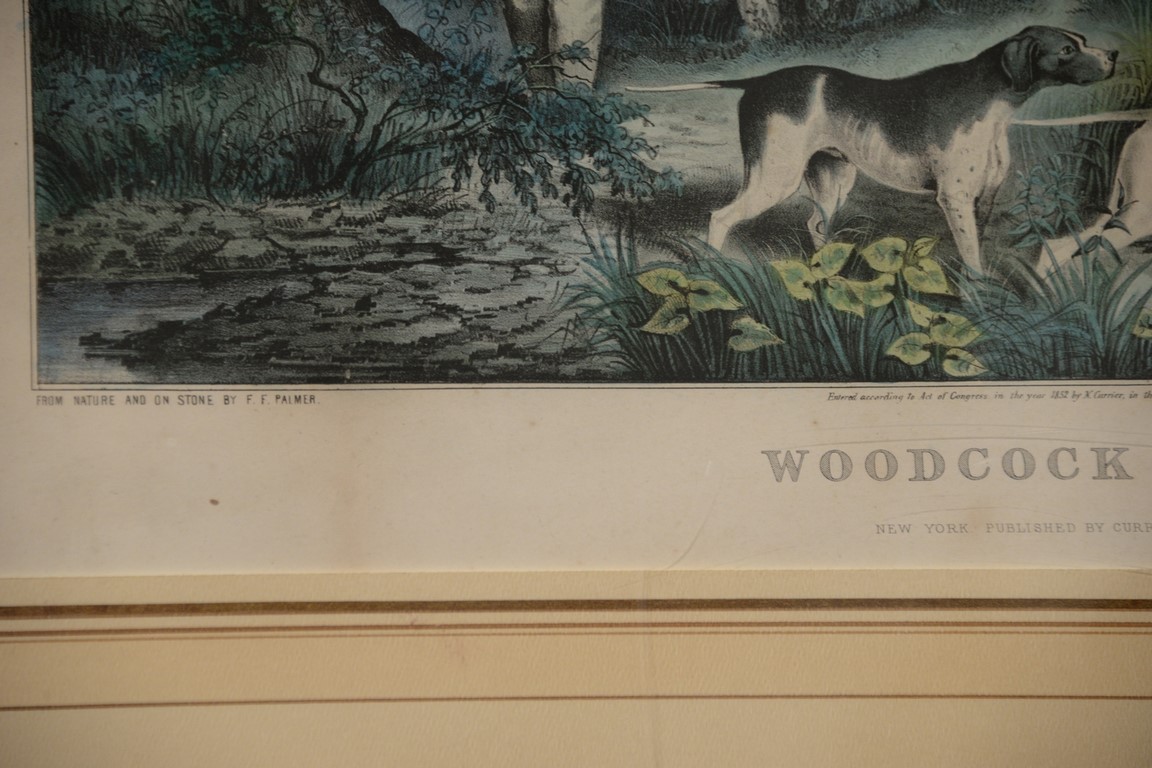 FROM NATURE AND ON STONE BY F. F. PALMER.
Entered according to Act of Congress in the year 1852 by N. Currier, in the
WOODCOCK
NEW YORK. PUBLISHED BY CURR